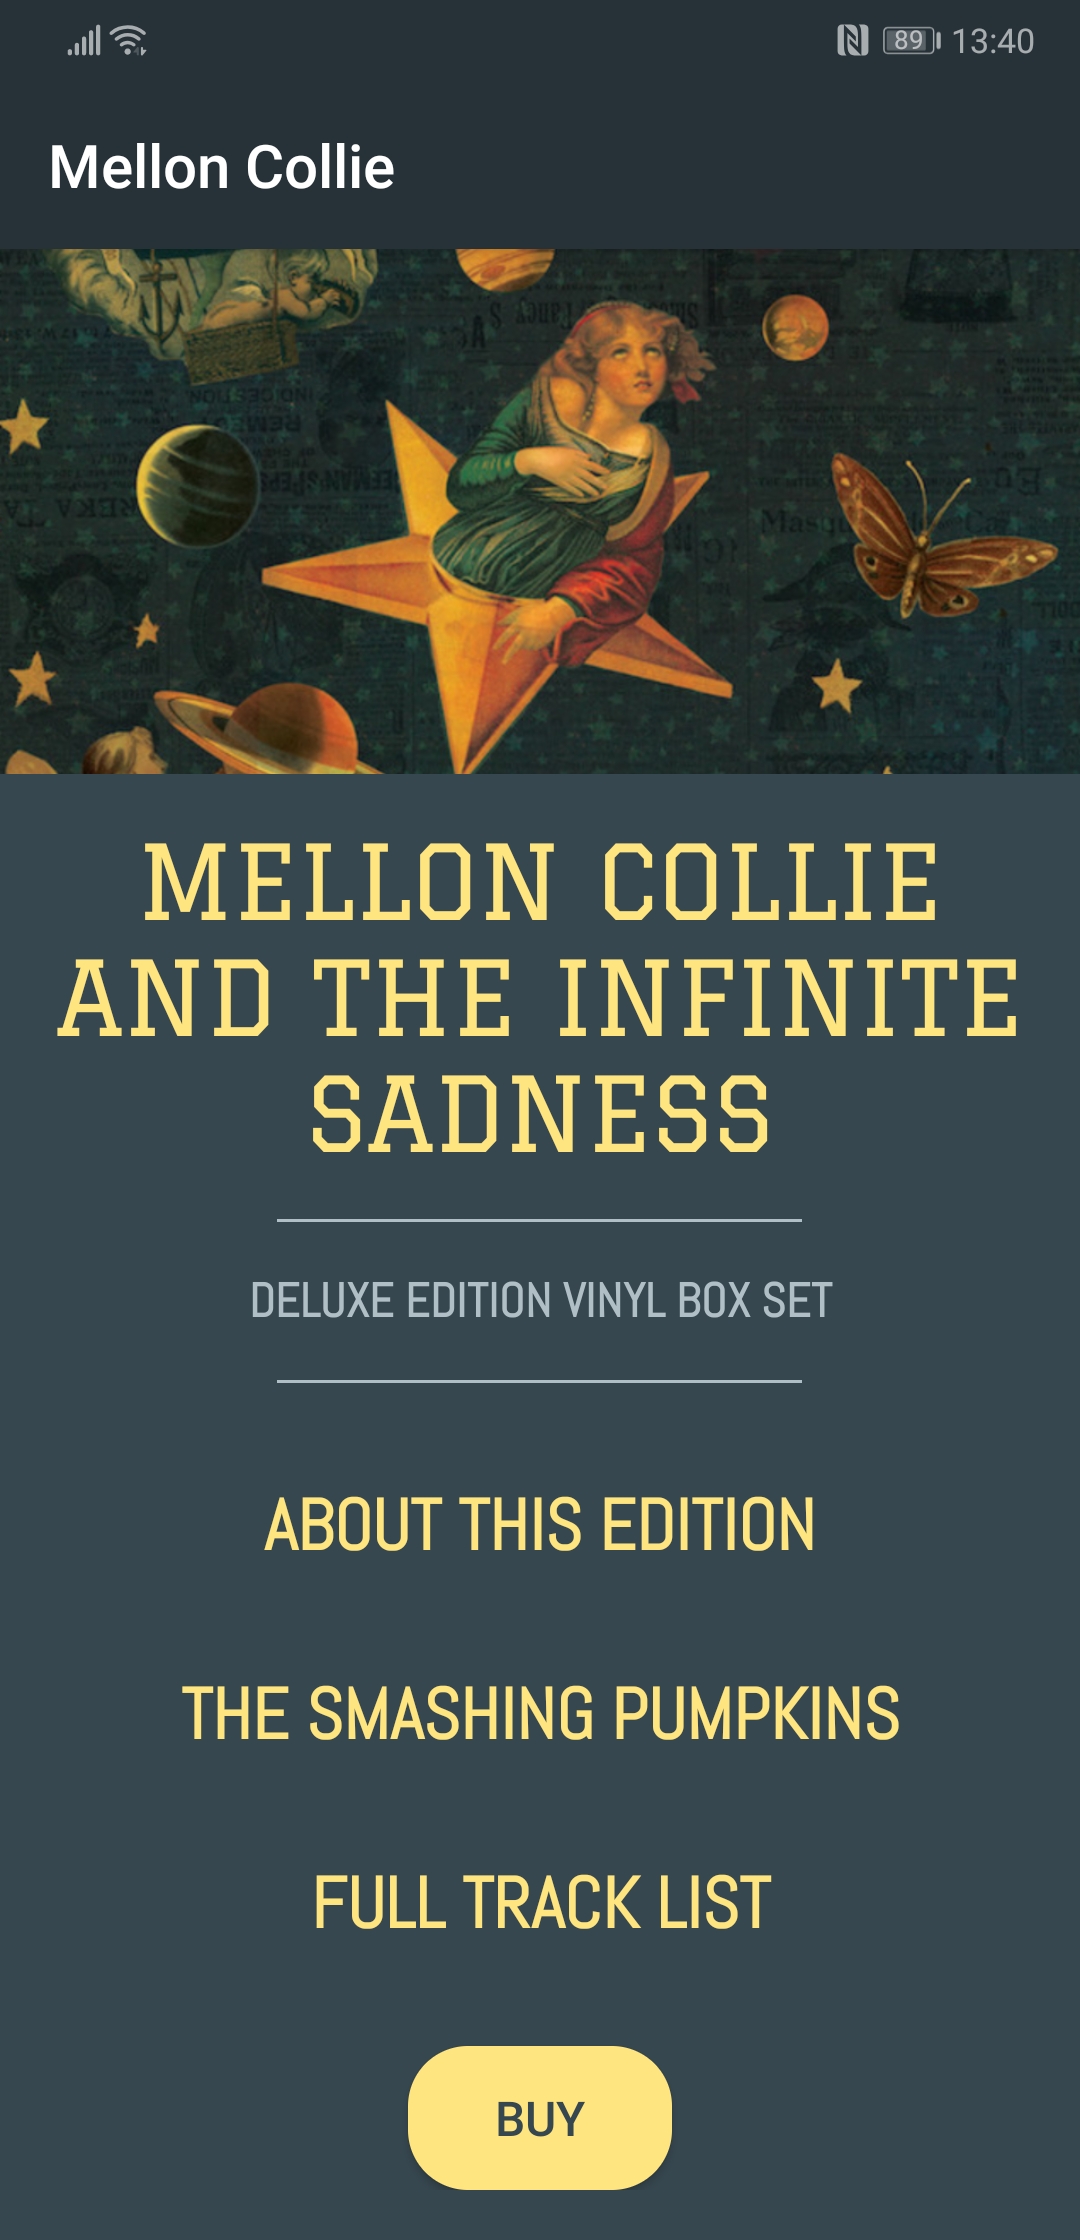 89 13:40
Mellon Collie
MELLON COLLIE
AND THE INFINITE
SADNESS
DELUXE EDITION VINYL BOX SET
ABOUT THIS EDITION
THE SMASHING PUMPKINS
FULL TRACK LIST
BUY